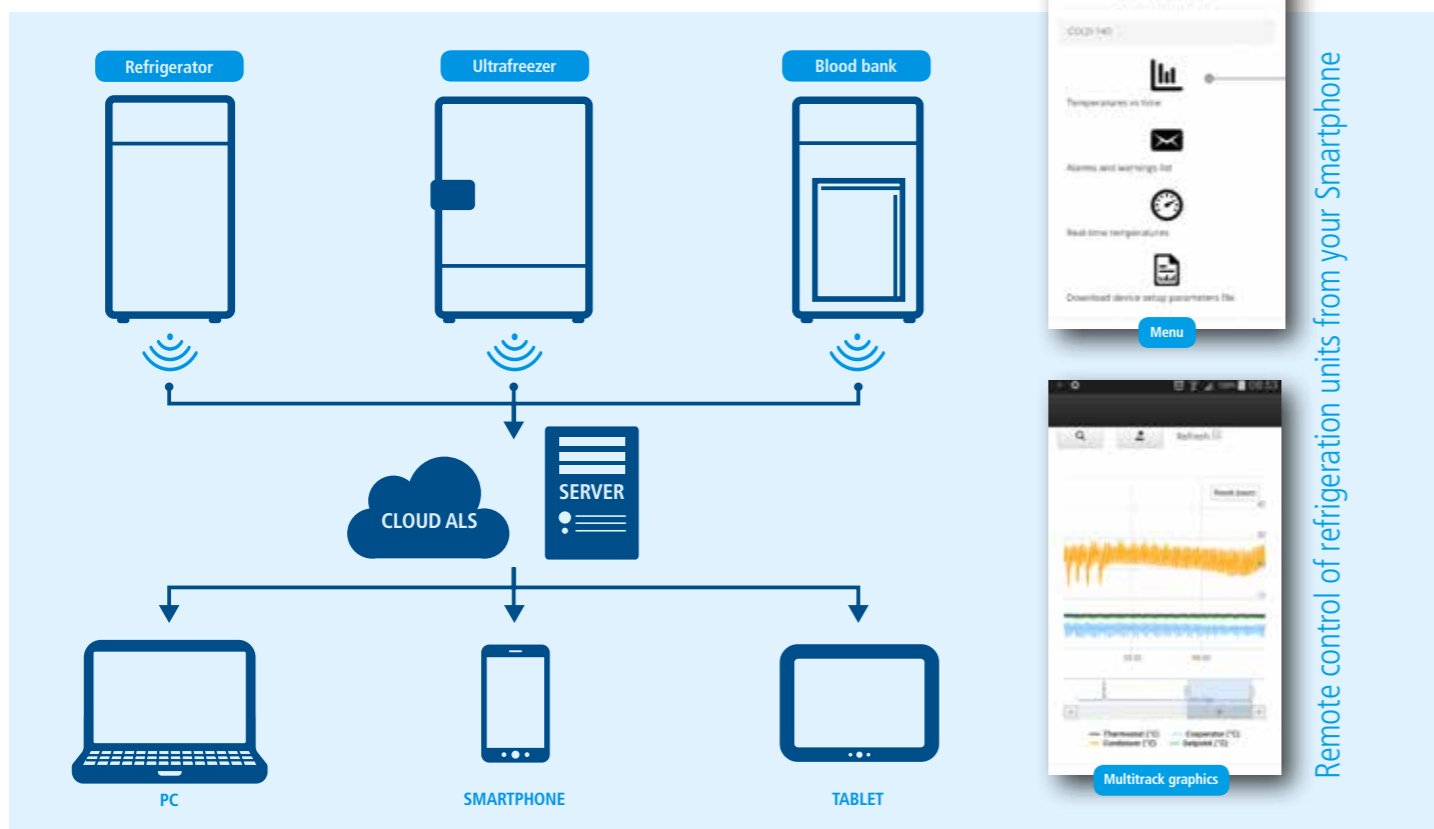 Refrigerator
Ultrafreezer
Blood bank
CLOUD ALS
SERVER
PC
SMARTPHONE
TABLET
Temperatures vs time
Alarms and warnings list
Real time temperatures
Download device setup parameters file
Menu
08:53
Refresh
Reset zoom
Thermostat (°C)
Evaporator (°C)
Condenser (°C)
Setpoint (°C)
Multitrack graphics
Remote control of refrigeration units from your Smartphone